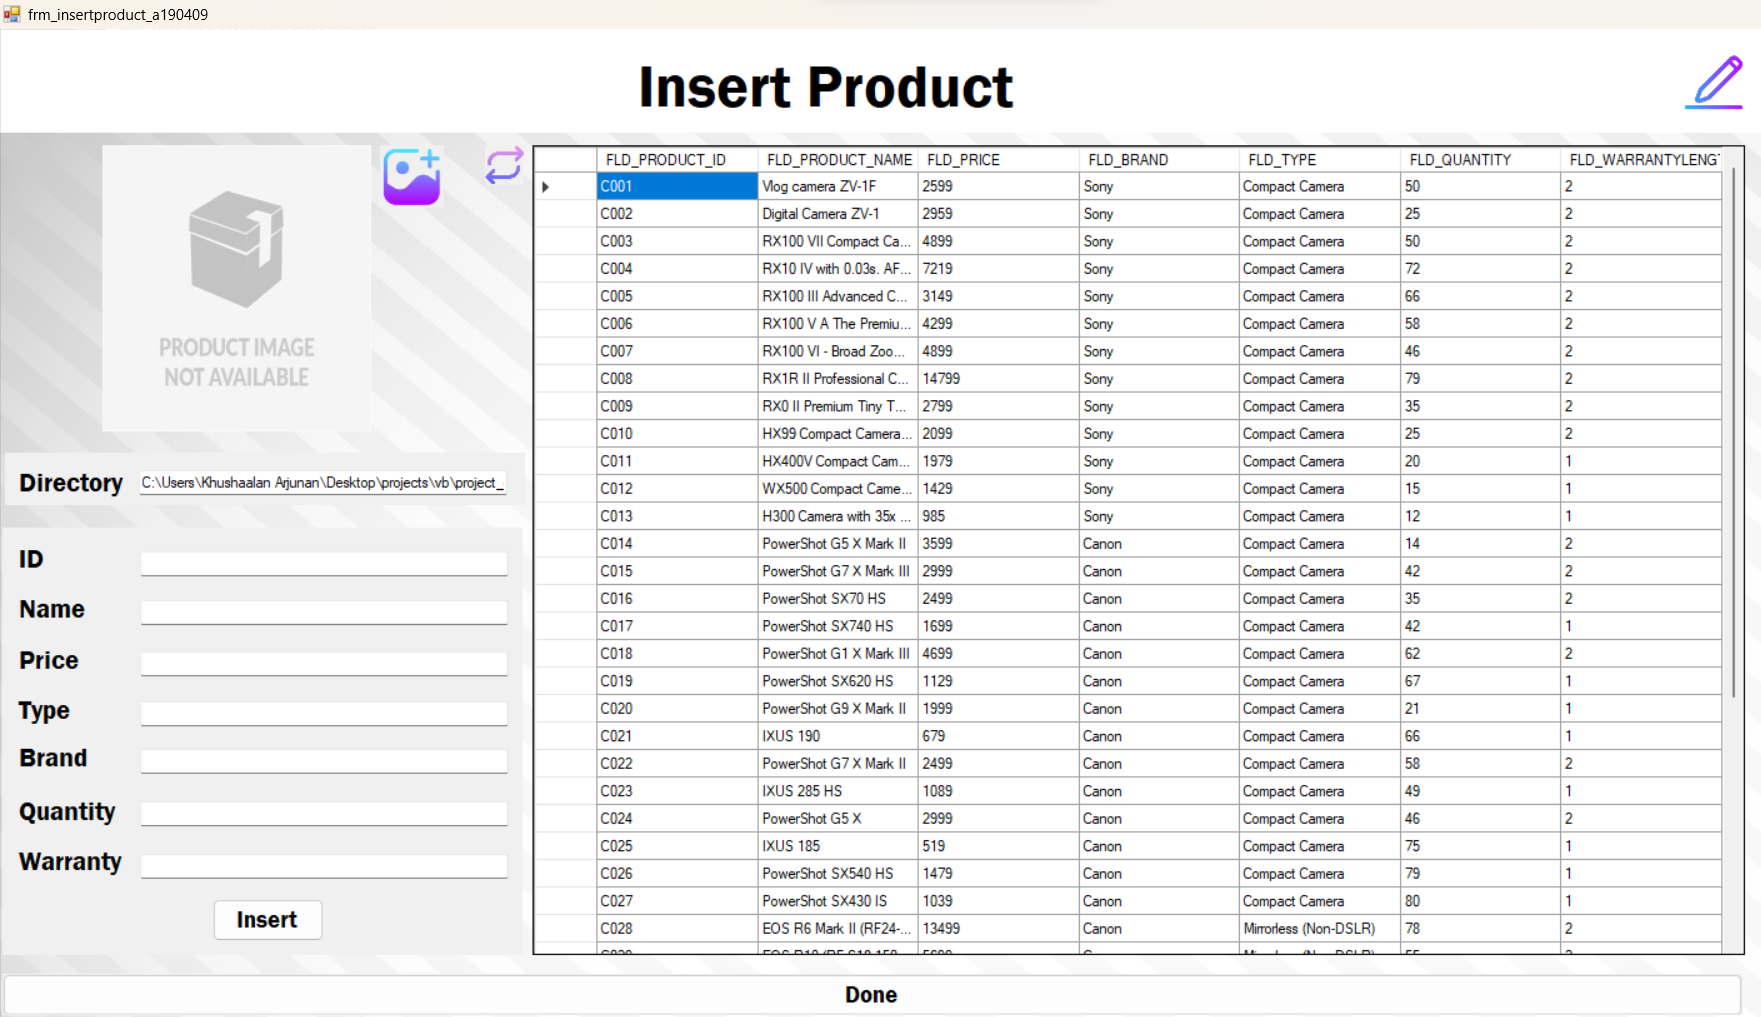 frm_insertproduct_a190409
Insert Product
PRODUCT IMAGE
NOT AVAILABLE
Directory C:\Users\Khushaalan Arjunan\Desktop\projects\vb\project_
ID
Name
Price
Type
Brand
Quantity
Warranty
Insert
FLD_PRODUCT_ID FLD_PRODUCT_NAME FLD_PRICE FLD_BRAND FLD_TYPE FLD_QUANTITY FLD_WARRANTYLENGT
C001 Vlog camera ZV-1F 2599 Sony Compact Camera 50 2
C002 Digital Camera ZV-1 2959 Sony Compact Camera 25 2
C003 RX100 VII Compact Ca... 4899 Sony Compact Camera 50 2
C004 RX10 IV with 0.03s. AF... 7219 Sony Compact Camera 72 2
C005 RX100 III Advanced C... 3149 Sony Compact Camera 66 2
C006 RX100 V A The Premiu... 4299 Sony Compact Camera 58 2
C007 RX100 VI - Broad Zoo... 4899 Sony Compact Camera 46 2
C008 RX1R II Professional C... 14799 Sony Compact Camera 79 2
C009 RX0 II Premium Tiny T... 2799 Sony Compact Camera 35 2
C010 HX99 Compact Camera... 2099 Sony Compact Camera 25 2
C011 HX400V Compact Cam... 1979 Sony Compact Camera 20 1
C012 WX500 Compact Came... 1429 Sony Compact Camera 15 1
C013 H300 Camera with 35x ... 985 Sony Compact Camera 12 1
C014 PowerShot G5 X Mark II 3599 Canon Compact Camera 14 2
C015 PowerShot G7 X Mark III 2999 Canon Compact Camera 42 2
C016 PowerShot SX70 HS 2499 Canon Compact Camera 35 2
C017 PowerShot SX740 HS 1699 Canon Compact Camera 42 1
C018 PowerShot G1 X Mark III 4699 Canon Compact Camera 62 2
C019 PowerShot SX620 HS 1129 Canon Compact Camera 67 1
C020 PowerShot G9 X Mark II 1999 Canon Compact Camera 21 1
C021 IXUS 190 679 Canon Compact Camera 66 1
C022 PowerShot G7 X Mark II 2499 Canon Compact Camera 58 2
C023 IXUS 285 HS 1089 Canon Compact Camera 49 1
C024 PowerShot G5 X 2999 Canon Compact Camera 46 2
C025 IXUS 185 519 Canon Compact Camera 75 1
C026 PowerShot SX540 HS 1479 Canon Compact Camera 79 1
C027 PowerShot SX430 IS 1039 Canon Compact Camera 80 1
C028 EOS R6 Mark II (RF24-... 13499 Canon Mirrorless (Non-DSLR) 78 2
Done